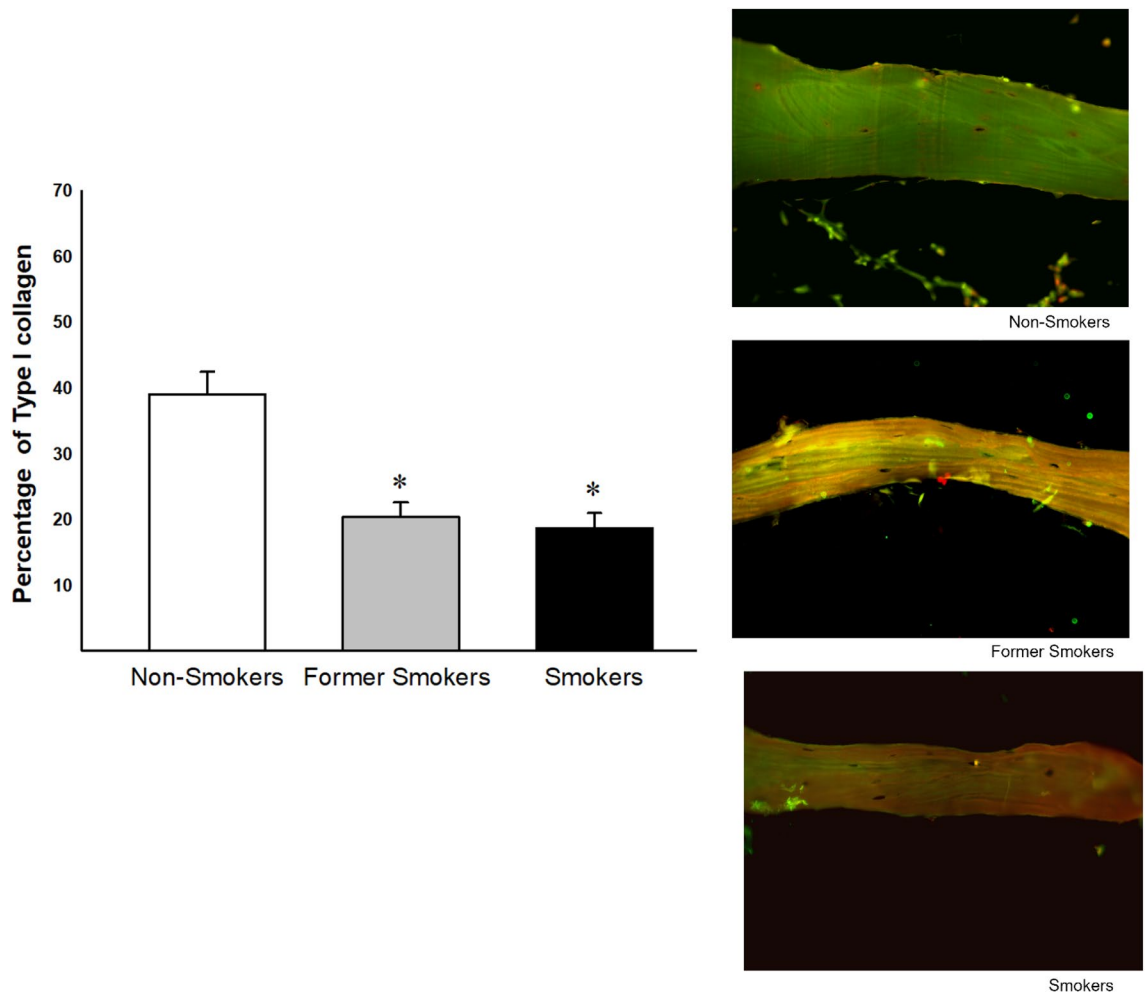 Percentage of Type I collagen
70
60
50
40
30
20
10
*
*
Non-Smokers Former Smokers Smokers
Non-Smokers
Former Smokers
Smokers